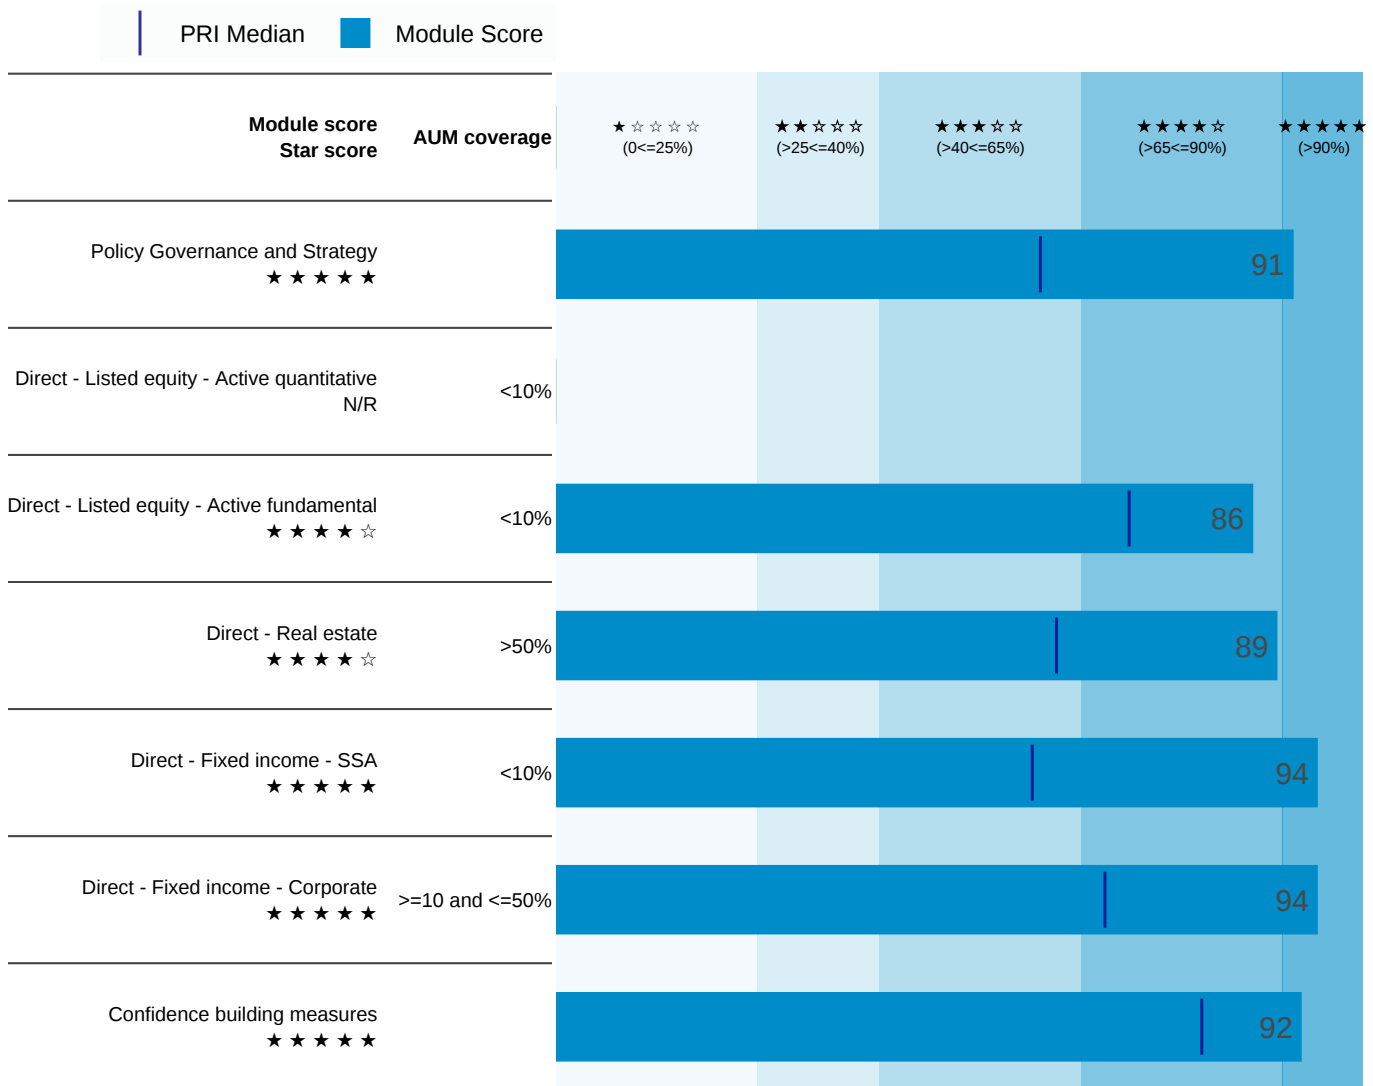 PRI Median Module Score
Module score
Star score
AUM coverage
★☆☆☆☆ ★★☆☆☆ ★★★☆☆ ★★★★☆ ★★★★★
(0<=25%) (>25<=40%) (>40<=65%) (>65<=90%) (>90%)
Policy Governance and Strategy
★★★★★
91
Direct - Listed equity - Active quantitative
N/R
<10%
Direct - Listed equity - Active fundamental
★★★★☆
<10%
86
Direct - Real estate
★★★★☆
>50%
89
Direct - Fixed income - SSA
★★★★★
<10%
94
Direct - Fixed income - Corporate
★★★★★
>=10 and <=50%
94
Confidence building measures
★★★★★
92